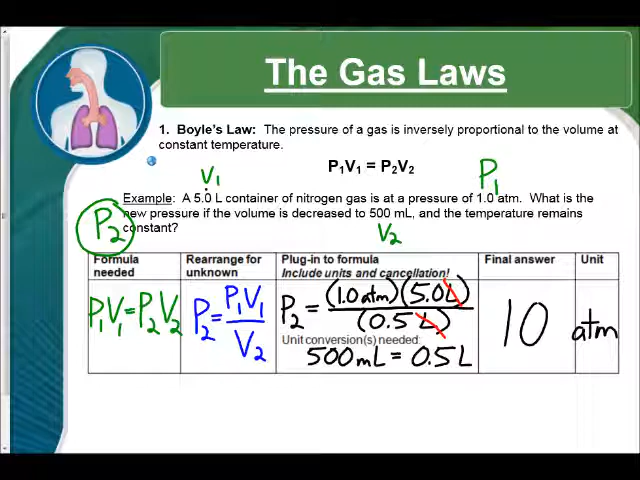 The Gas Laws
1. Boyle's Law: The pressure of a gas is inversely proportional to the volume at
constant temperature.
P₁V₁ = P₂V₂
V₁
P₁
Example: A 5.0 L container of nitrogen gas is at a pressure of 1.0 atm. What is the
new pressure if the volume is decreased to 500 mL, and the temperature remains
constant?
P₂
V₂
Formula needed
Rearrange for unknown
Plug-in to formula
Include units and cancellation!
Final answer
Unit
P₁V₁=P₂V₂
P₂ = P₁V₁ / V₂
P₂ = (1.0 atm)(5.0 L) / (0.5 L)
Unit conversion(s) needed:
500 mL = 0.5 L
10
atm